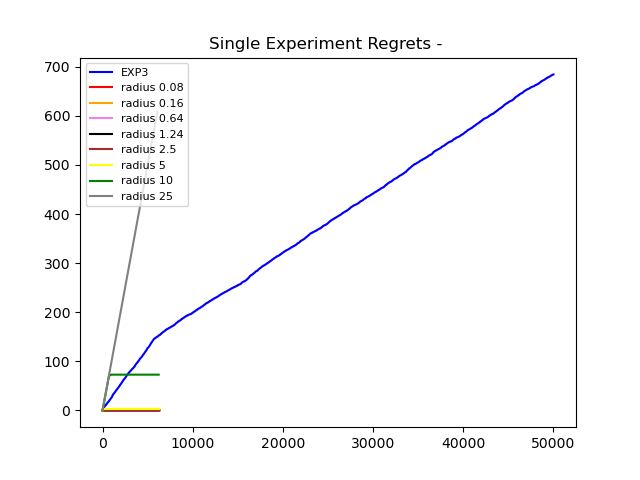 Single Experiment Regrets -
700
600
500
400
300
200
100
0
EXP3
radius 0.08
radius 0.16
radius 0.64
radius 1.24
radius 2.5
radius 5
radius 10
radius 25
0 10000 20000 30000 40000 50000